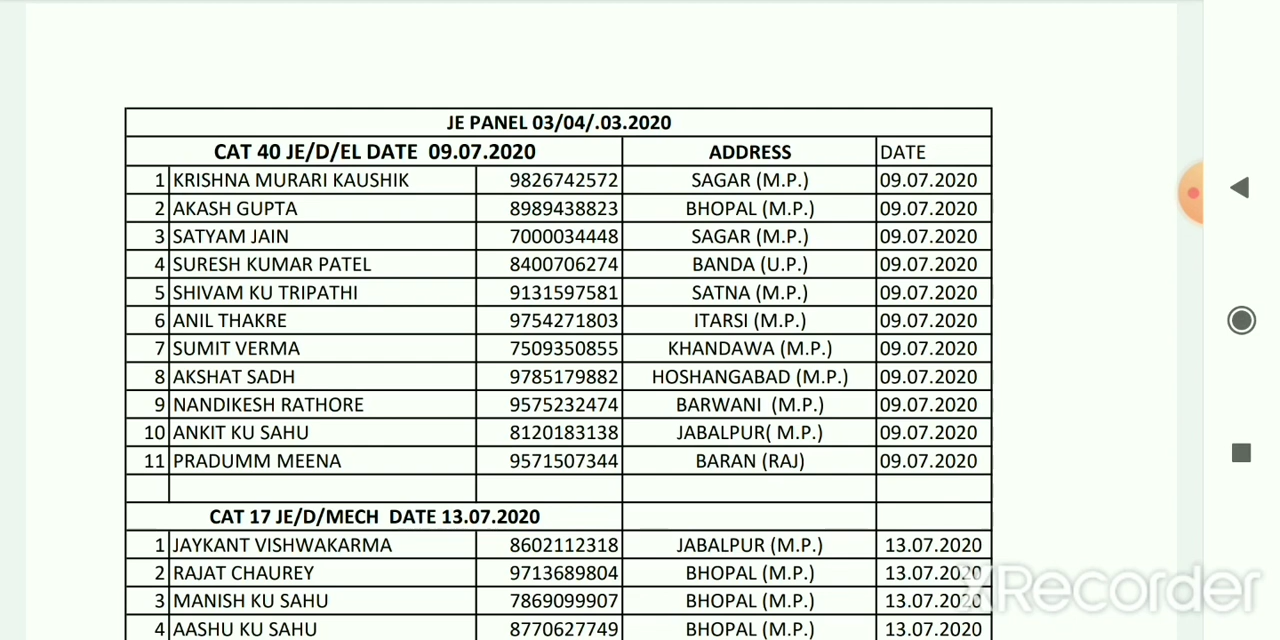 JE PANEL 03/04/.03.2020
CAT 40 JE/D/EL DATE 09.07.2020 ADDRESS DATE
1 KRISHNA MURARI KAUSHIK 9826742572 SAGAR (M.P.) 09.07.2020
2 AKASH GUPTA 8989438823 BHOPAL (M.P.) 09.07.2020
3 SATYAM JAIN 7000034448 SAGAR (M.P.) 09.07.2020
4 SURESH KUMAR PATEL 8400706274 BANDA (U.P.) 09.07.2020
5 SHIVAM KU TRIPATHI 9131597581 SATNA (M.P.) 09.07.2020
6 ANIL THAKRE 9754271803 ITARSI (M.P.) 09.07.2020
7 SUMIT VERMA 7509350855 KHANDAWA (M.P.) 09.07.2020
8 AKSHAT SADH 9785179882 HOSHANGABAD (M.P.) 09.07.2020
9 NANDIKESH RATHORE 9575232474 BARWANI (M.P.) 09.07.2020
10 ANKIT KU SAHU 8120183138 JABALPUR( M.P.) 09.07.2020
11 PRADUMM MEENA 9571507344 BARAN (RAJ) 09.07.2020
CAT 17 JE/D/MECH DATE 13.07.2020
1 JAYKANT VISHWAKARMA 8602112318 JABALPUR (M.P.) 13.07.2020
2 RAJAT CHAUREY 9713689804 BHOPAL (M.P.) 13.07.2020
3 MANISH KU SAHU 7869099907 BHOPAL (M.P.) 13.07.2020
4 AASHU KU SAHU 8770627749 BHOPAL (M.P.) 13.07.2020
XRecorder